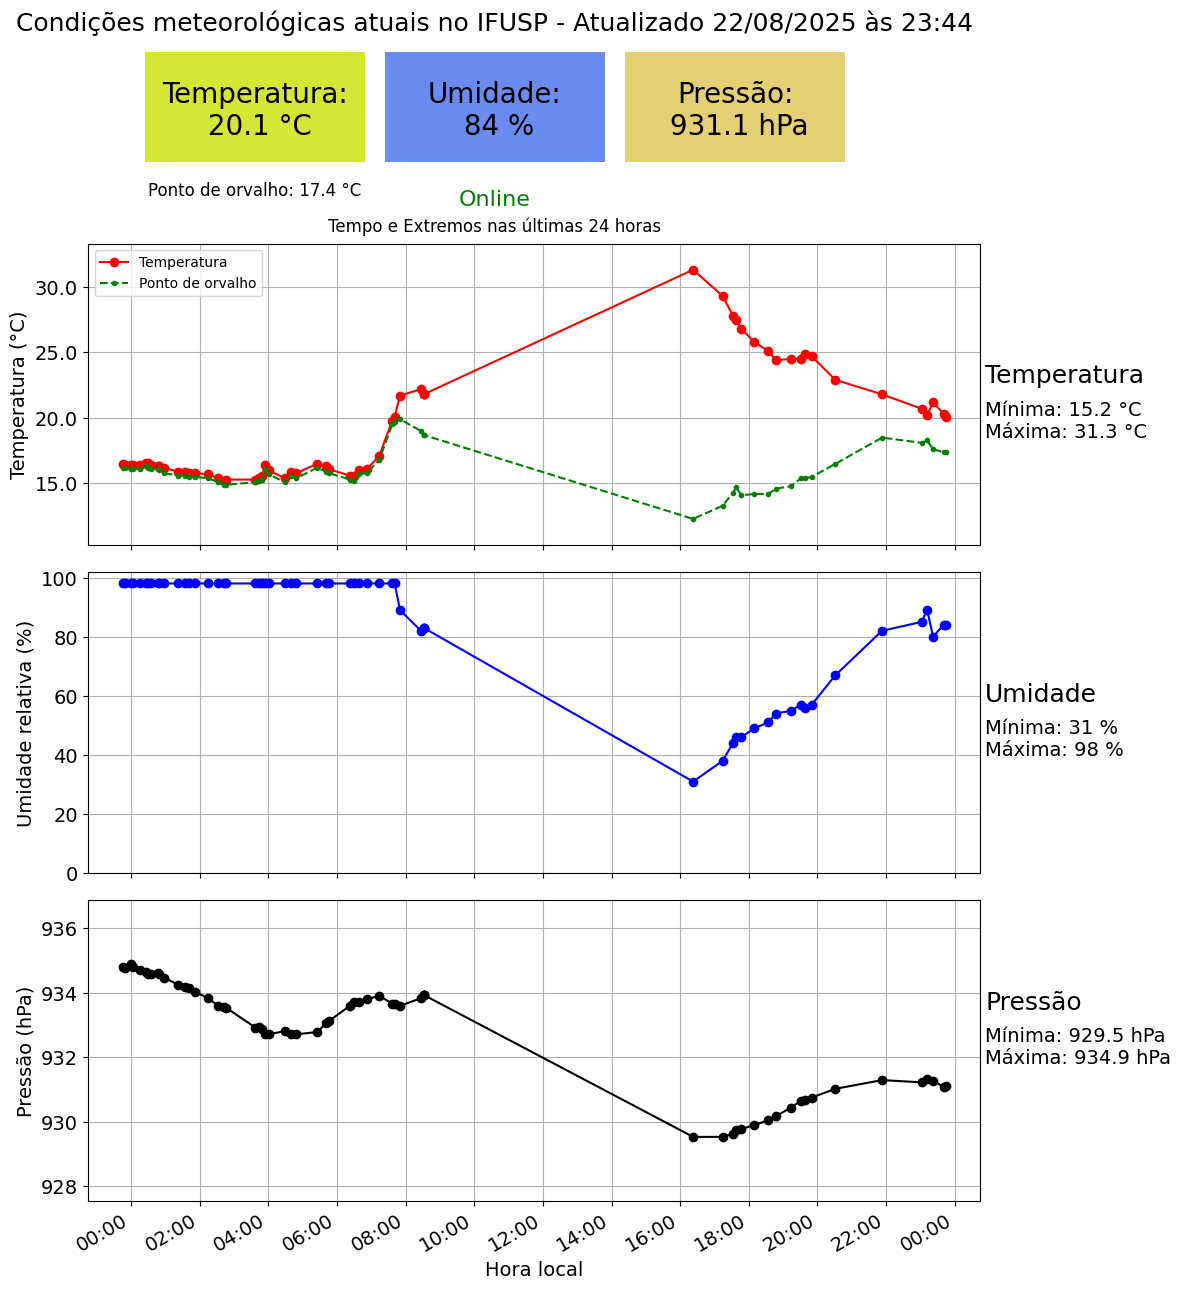 Condições meteorológicas atuais no IFUSP - Atualizado 22/08/2025 às 23:44
Temperatura:
20.1 °C
Umidade:
84 %
Pressão:
931.1 hPa
Ponto de orvalho: 17.4 °C
Online
Tempo e Extremos nas últimas 24 horas
Temperatura
Ponto de orvalho
Temperatura (°C)
30.0
25.0
20.0
15.0
Temperatura
Mínima: 15.2 °C
Máxima: 31.3 °C
Umidade relativa (%)
100
80
60
40
20
0
Umidade
Mínima: 31 %
Máxima: 98 %
Pressão (hPa)
936
934
932
930
928
Pressão
Mínima: 929.5 hPa
Máxima: 934.9 hPa
00:00
02:00
04:00
06:00
08:00
10:00
12:00
14:00
16:00
18:00
20:00
22:00
00:00
Hora local